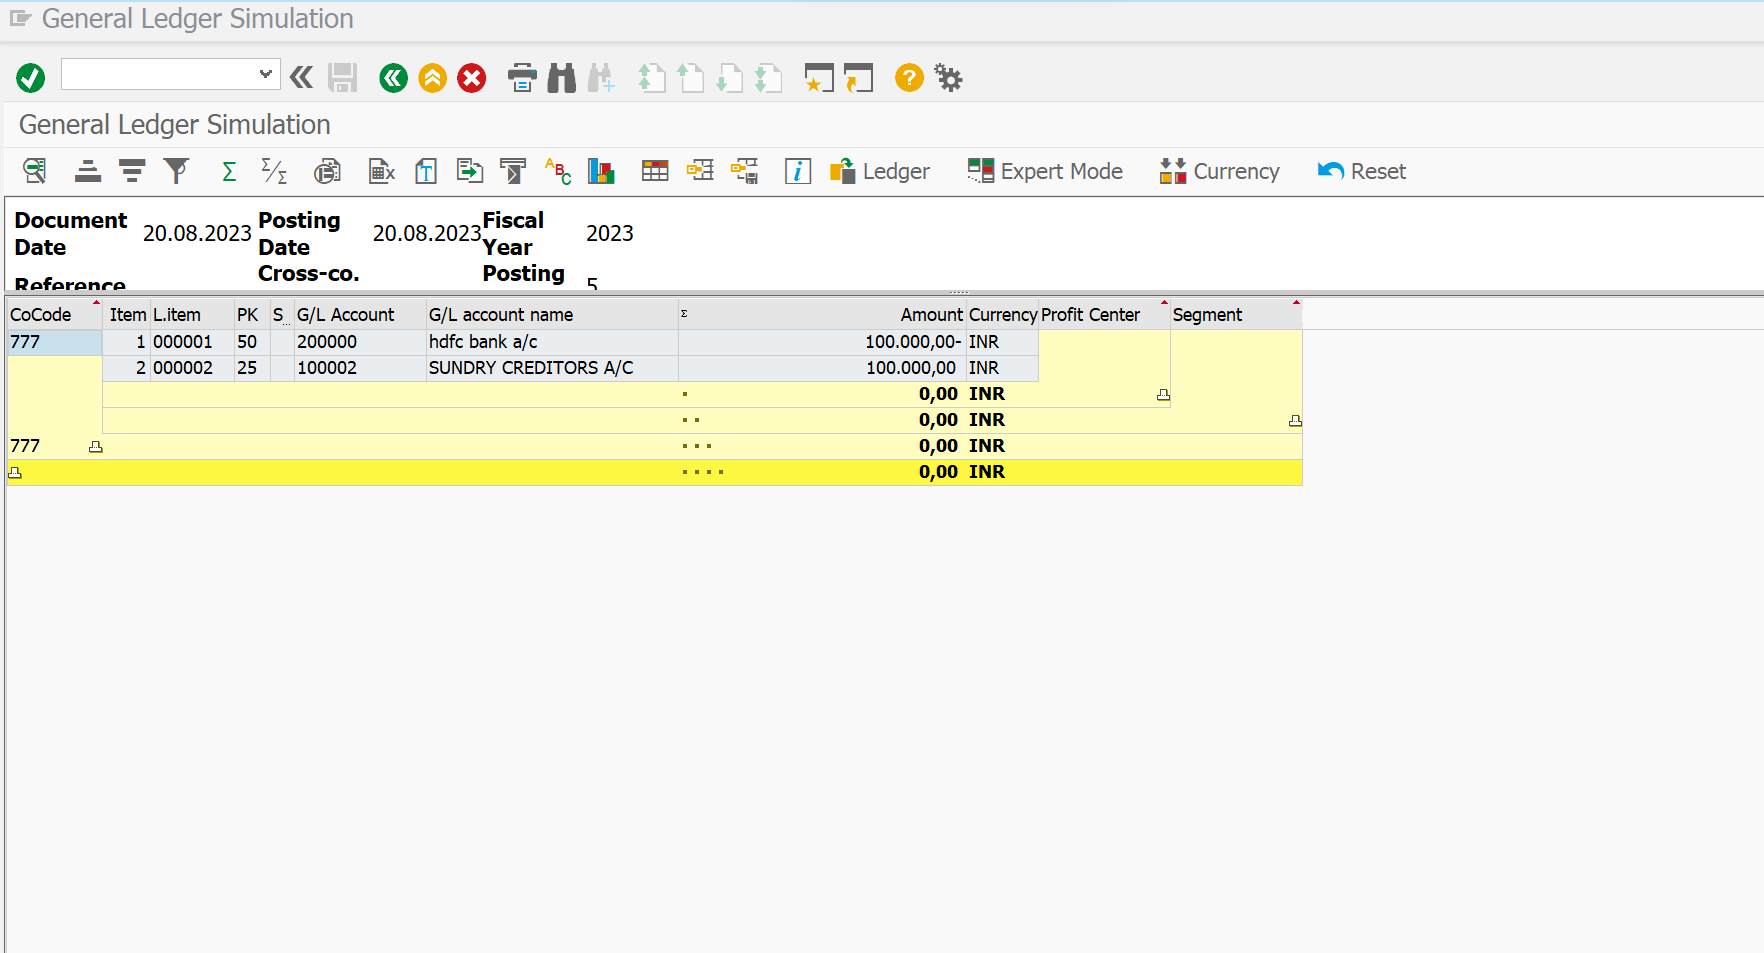 General Ledger Simulation
General Ledger Simulation
Ledger Expert Mode Currency Reset
Document Date 20.08.2023 Posting Date 20.08.2023 Fiscal Year 2023
Reference Cross-co. Posting 5
CoCode Item L.item PK S... G/L Account G/L account name Σ Amount Currency Profit Center Segment
777 1 000001 50 200000 hdfc bank a/c 100.000,00- INR
2 000002 25 100002 SUNDRY CREDITORS A/C 100.000,00 INR
0,00 INR
0,00 INR
777 0,00 INR
0,00 INR